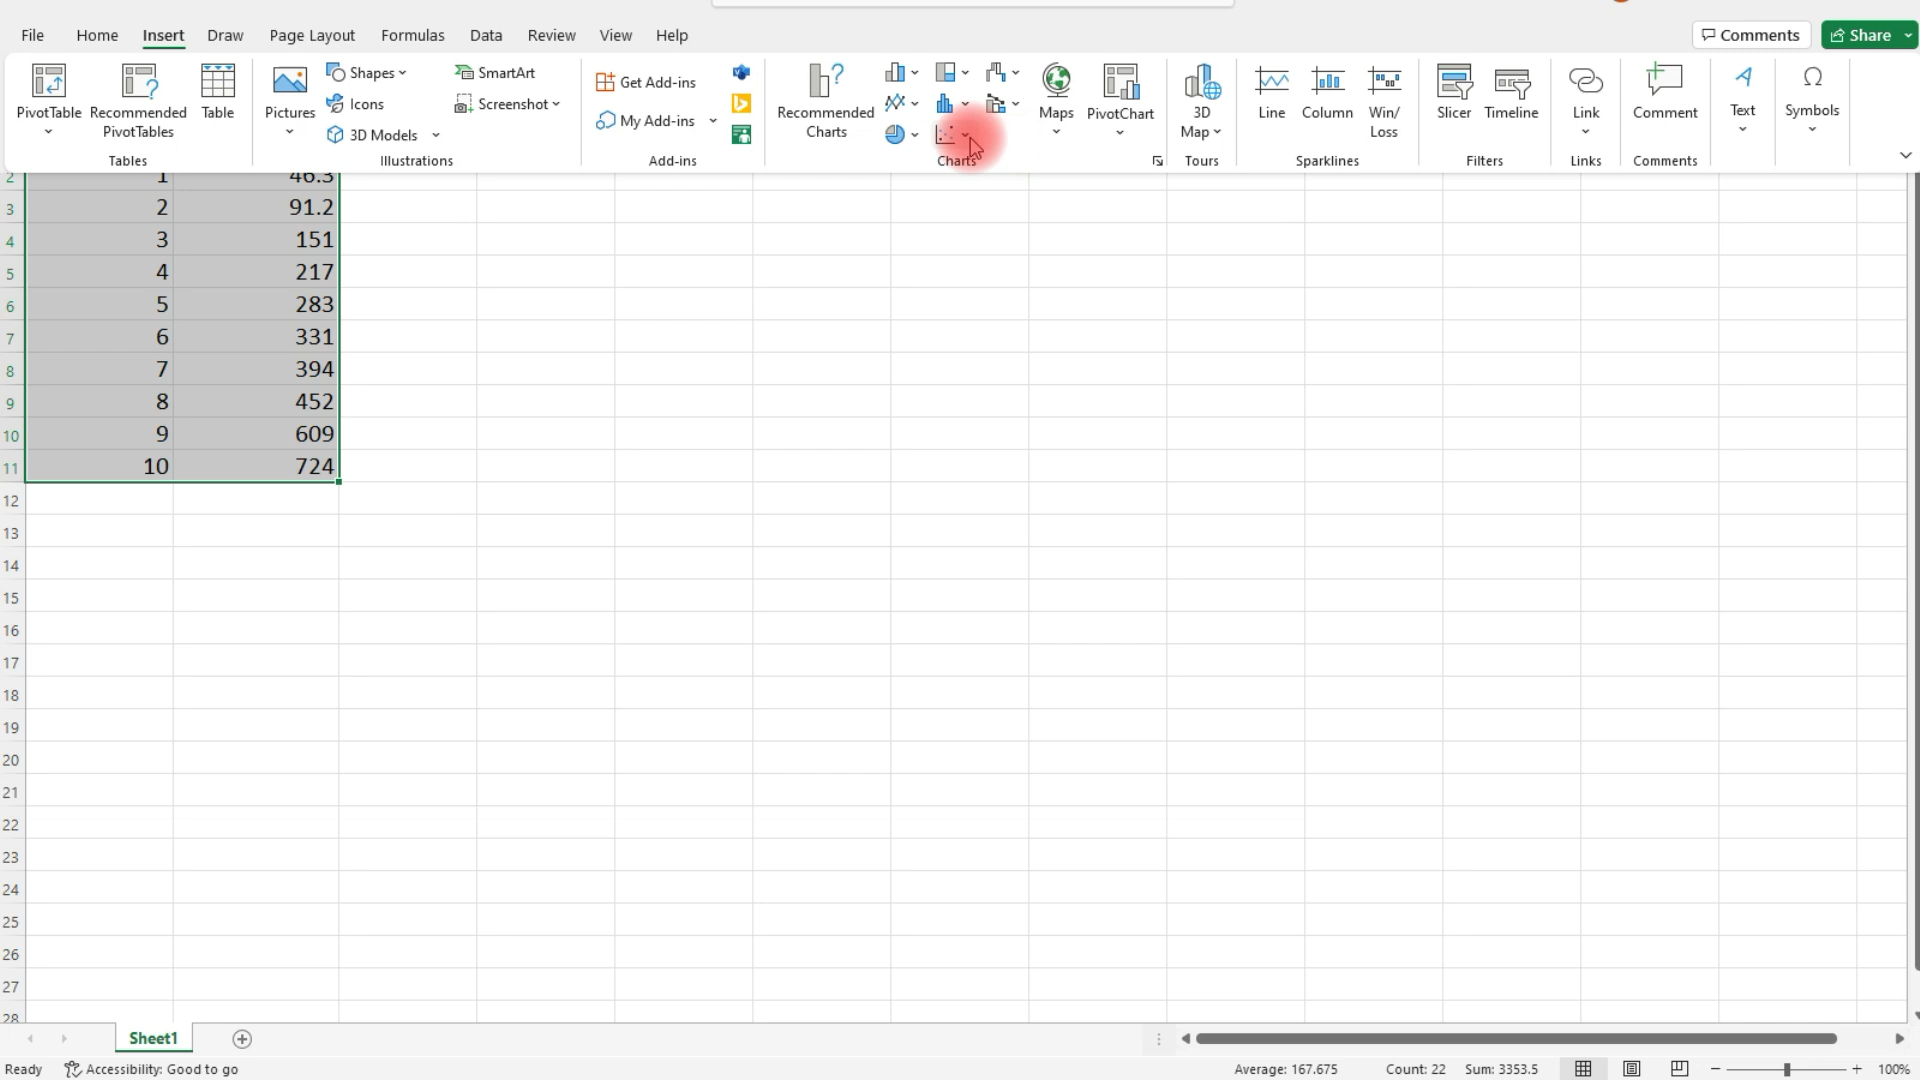 File Home Insert Draw Page Layout Formulas Data Review View Help Comments Share
PivotTable
Recommended PivotTables
Table
Tables
Pictures
Shapes
Icons
3D Models
SmartArt
Screenshot
Illustrations
Get Add-ins
My Add-ins
Add-ins
Recommended Charts
Maps
PivotChart
Charts
3D Map
Tours
Line
Column
Win/Loss
Sparklines
Slicer
Timeline
Filters
Link
Links
Comment
Comments
Text
Symbols
2 1 46.3
3 2 91.2
4 3 151
5 4 217
6 5 283
7 6 331
8 7 394
9 8 452
10 9 609
11 10 724
12
13
14
15
16
17
18
19
20
21
22
23
24
25
26
27
28
Sheet1
Ready Accessibility: Good to go Average: 167.675 Count: 22 Sum: 3353.5 100%